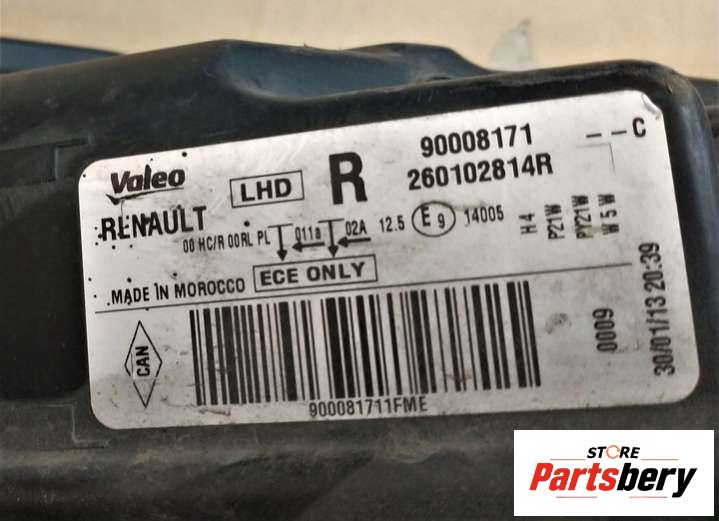 Valeo
LHD
R
90008171
--C
260102814R
RENAULT
00 HC/R 00RL PL 011a 02A 12.5 E9 14005
ECE ONLY
MADE IN MOROCCO
H4
P21W
PY21W
W5W
CAN
900081711FME
0009
30/01/13 20:39
STORE
Partsbery